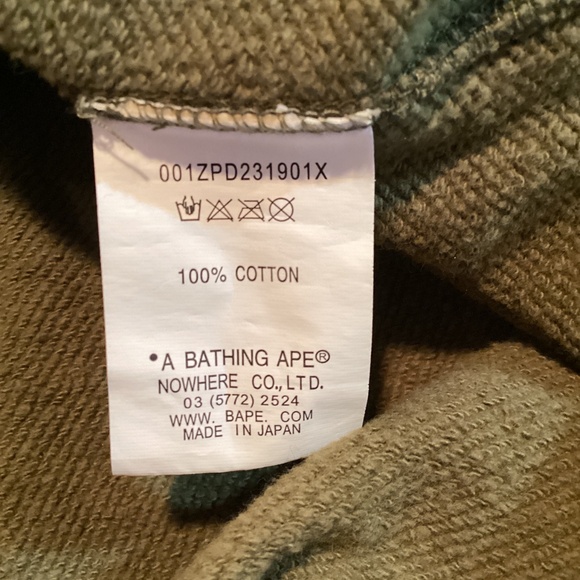 001ZPD231901X
100% COTTON
•A BATHING APE®
NOWHERE CO.,LTD.
03 (5772) 2524
WWW. BAPE. COM
MADE IN JAPAN